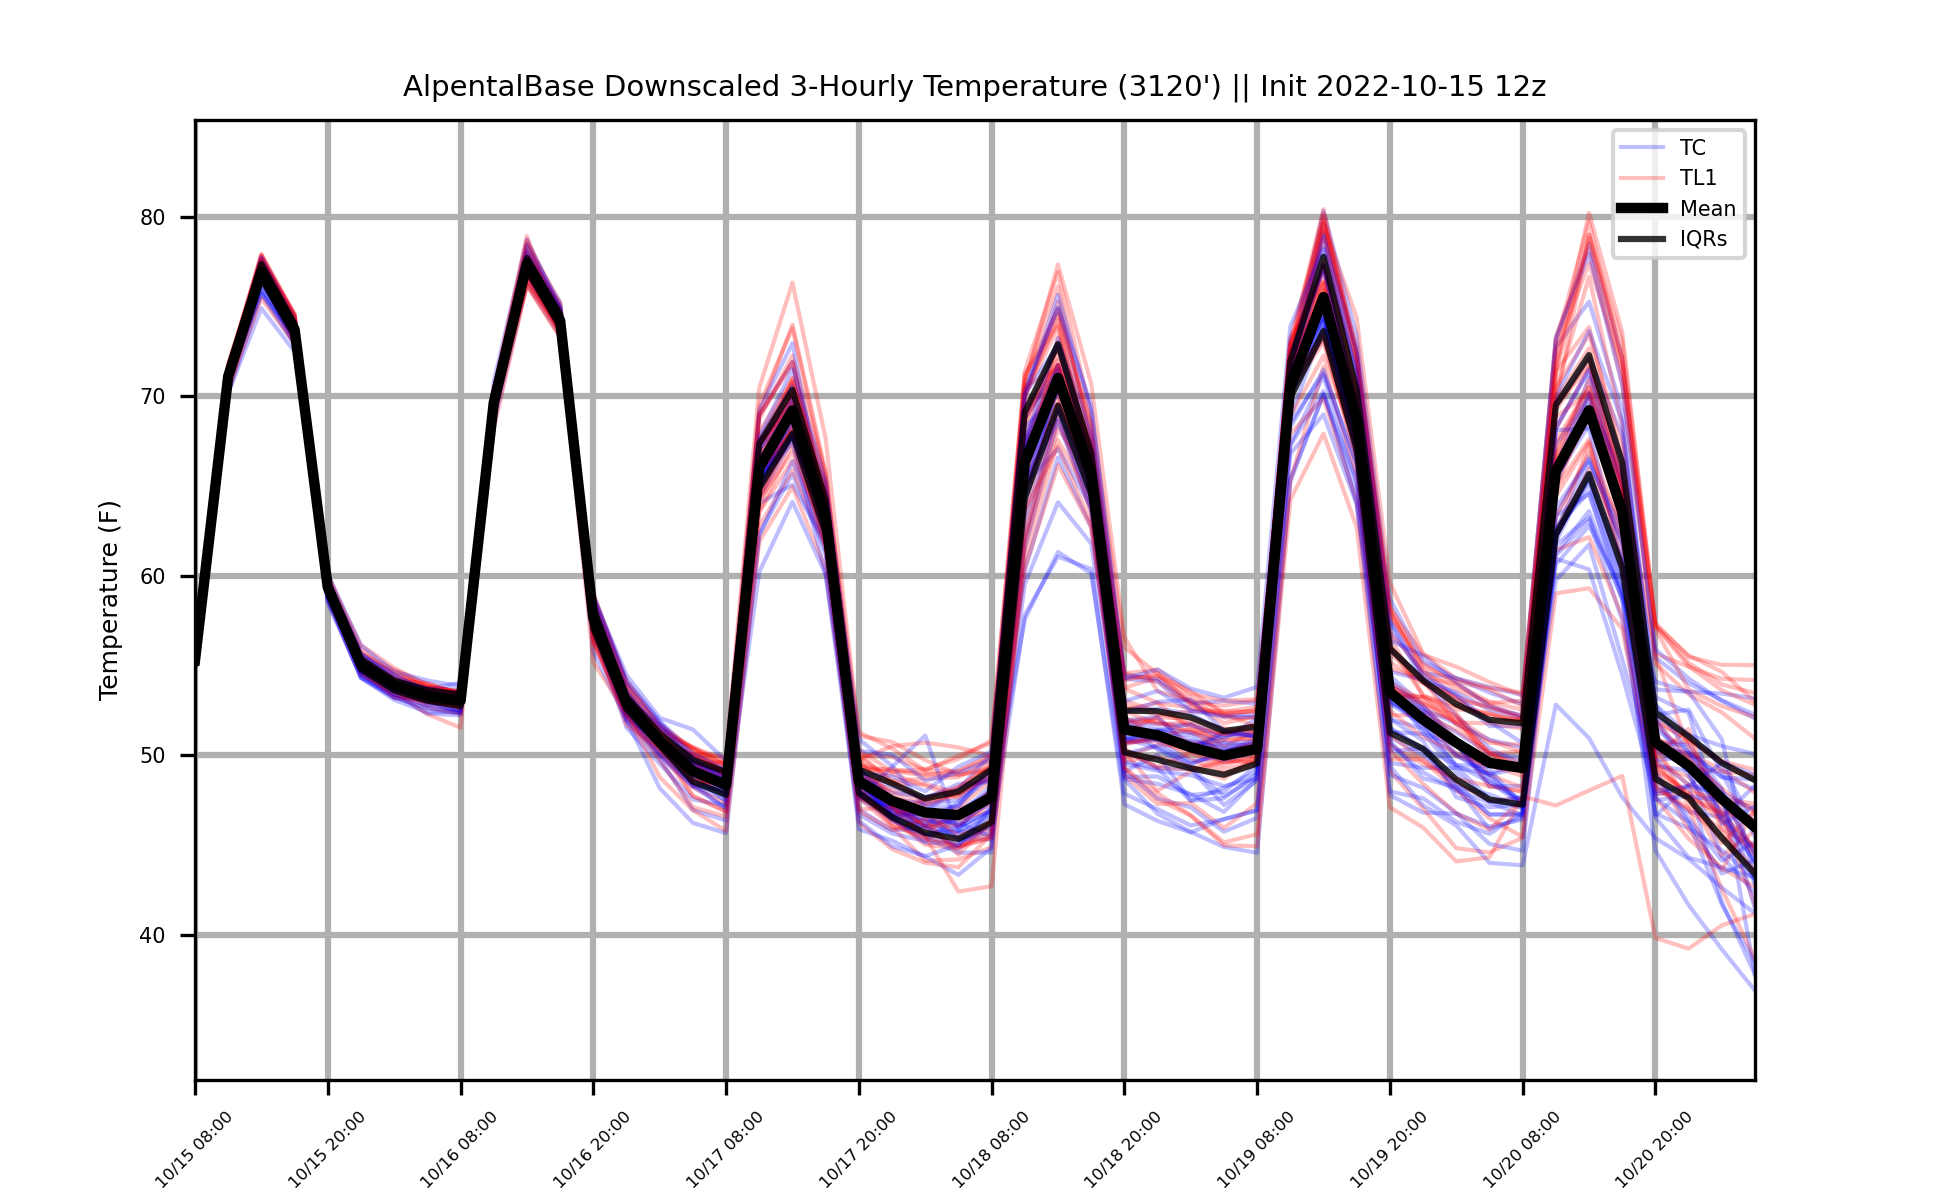 AlpentalBase Downscaled 3-Hourly Temperature (3120') || Init 2022-10-15 12z
TC
TL1
Mean
IQRs
Temperature (F)
80
70
60
50
40
10/15 08:00
10/15 20:00
10/16 08:00
10/16 20:00
10/17 08:00
10/17 20:00
10/18 08:00
10/18 20:00
10/19 08:00
10/19 20:00
10/20 08:00
10/20 20:00